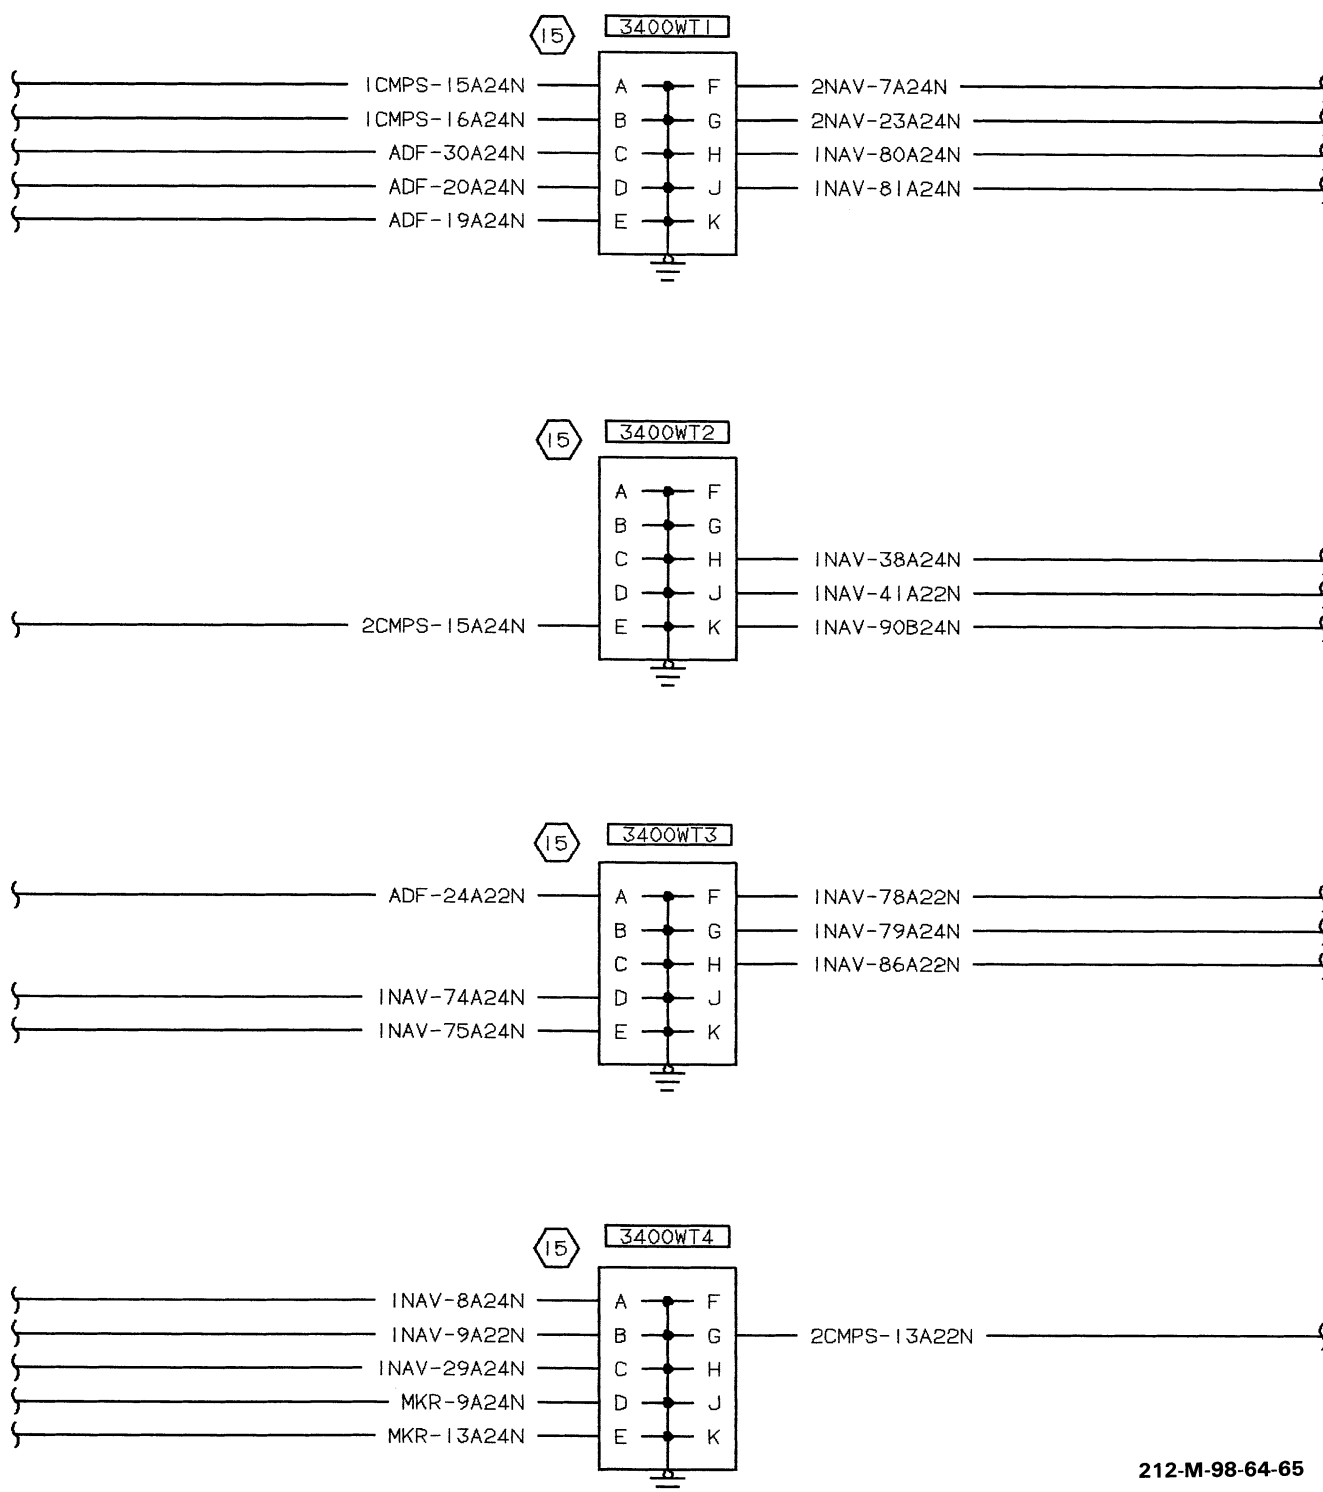 15 3400WT1
1CMPS-15A24N A F 2NAV-7A24N
1CMPS-16A24N B G 2NAV-23A24N
ADF-30A24N C H 1NAV-80A24N
ADF-20A24N D J 1NAV-81A24N
ADF-19A24N E K
15 3400WT2
A F
B G
C H 1NAV-38A24N
D J 1NAV-41A22N
2CMPS-15A24N E K 1NAV-90B24N
15 3400WT3
ADF-24A22N A F 1NAV-78A22N
B G 1NAV-79A24N
C H 1NAV-86A22N
1NAV-74A24N D J
1NAV-75A24N E K
15 3400WT4
1NAV-8A24N A F
1NAV-9A22N B G 2CMPS-13A22N
1NAV-29A24N C H
MKR-9A24N D J
MKR-13A24N E K
212-M-98-64-65